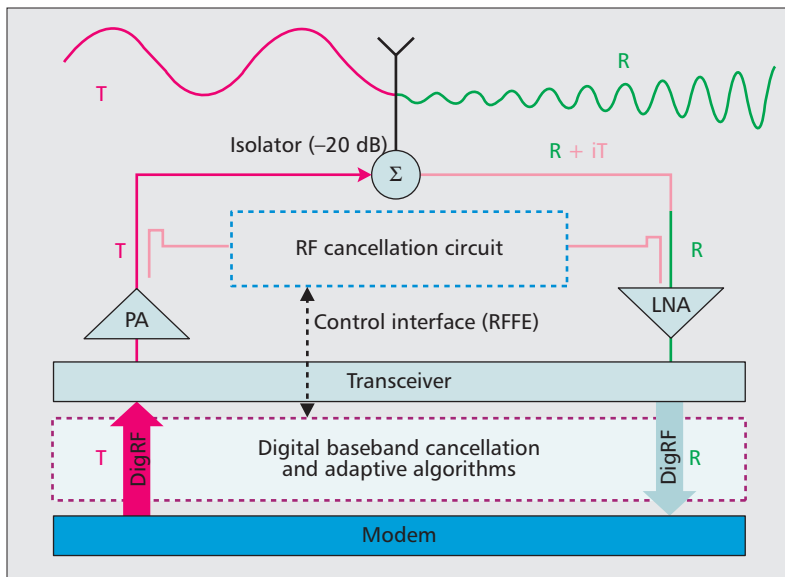 T
R
Isolator (–20 dB)
Σ
R + iT
RF cancellation circuit
T
R
PA
LNA
Control interface (RFFE)
Transceiver
T
DigRF
Digital baseband cancellation
and adaptive algorithms
DigRF
R
Modem